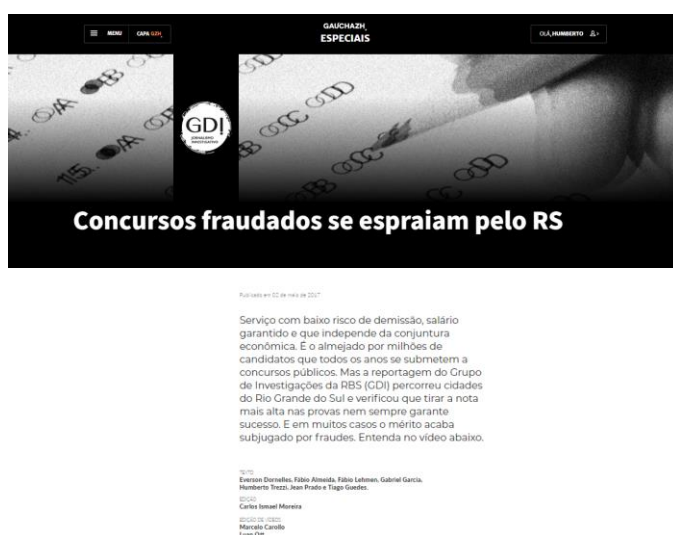 GAUCHAZH
MENU CAPA GZH ESPECIAIS OLÁ, HUMBERTO
GDI
JORNALISMO
INVESTIGATIVO
Concursos fraudados se espraiam pelo RS
Publicado em 02 de maio de 2017
Serviço com baixo risco de demissão, salário
garantido e que independe da conjuntura
econômica. É o almejado por milhões de
candidatos que todos os anos se submetem a
concursos públicos. Mas a reportagem do Grupo
de Investigações da RBS (GDI) percorreu cidades
do Rio Grande do Sul e verificou que tirar a nota
mais alta nas provas nem sempre garante
sucesso. E em muitos casos o mérito acaba
subjugado por fraudes. Entenda no vídeo abaixo.
TEXTO
Everson Dornelles, Fábio Almeida, Fábio Lehmen, Gabriel Garcia,
Humberto Trezzi, Jean Prado e Tiago Guedes.
EDIÇÃO
Carlos Ismael Moreira
EDIÇÃO DE VÍDEOS
Marcelo Carollo